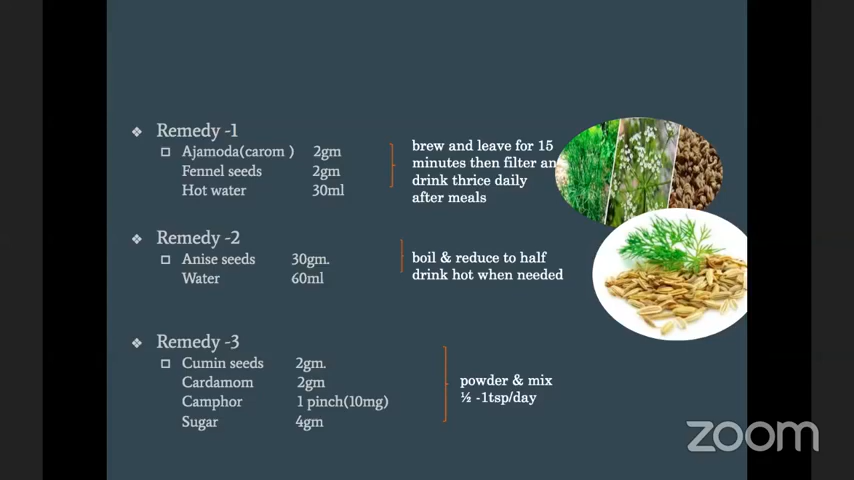 ❖ Remedy -1
Ajamoda(carom ) 2gm
Fennel seeds 2gm
Hot water 30ml
brew and leave for 15
minutes then filter an
drink thrice daily
after meals
❖ Remedy -2
Anise seeds 30gm.
Water 60ml
boil & reduce to half
drink hot when needed
❖ Remedy -3
Cumin seeds 2gm.
Cardamom 2gm
Camphor 1 pinch(10mg)
Sugar 4gm
powder & mix
½ -1tsp/day
zoom